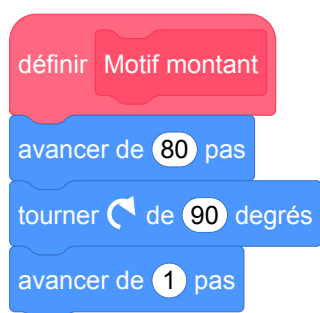 définir Motif montant
avancer de 80 pas
tourner de 90 degrés
avancer de 1 pas